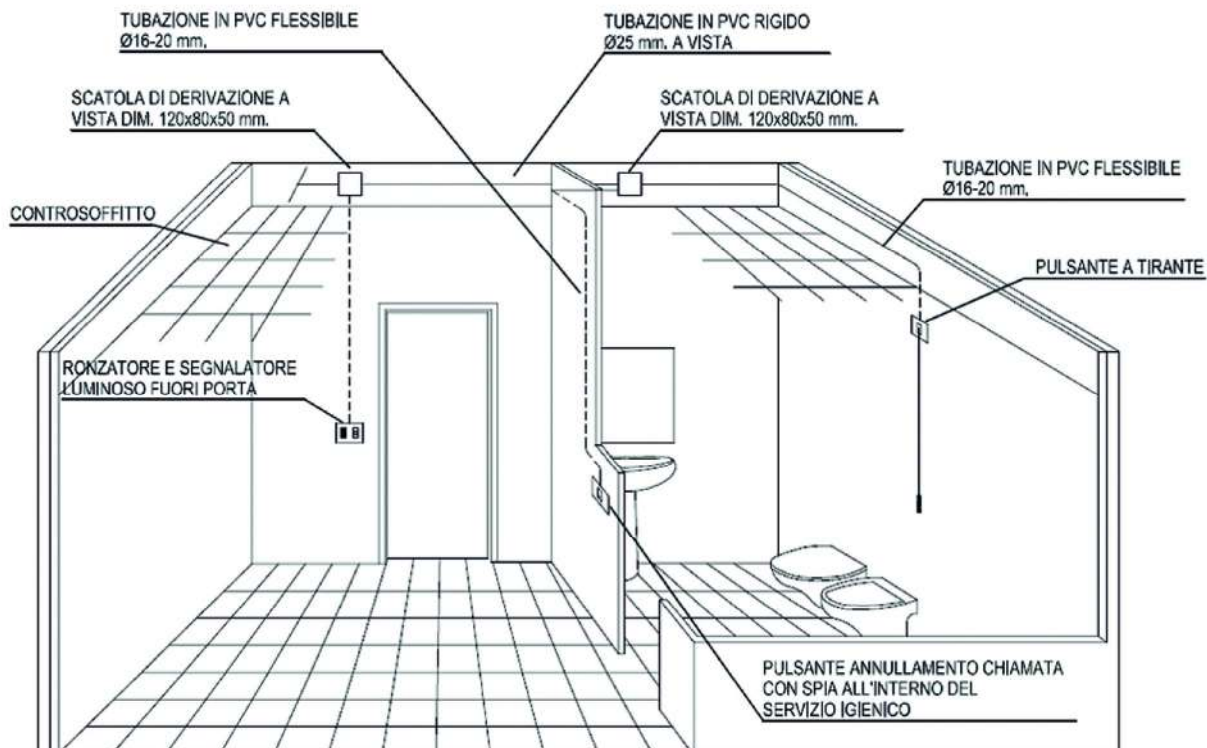 TUBAZIONE IN PVC FLESSIBILE
Ø16-20 mm.
TUBAZIONE IN PVC RIGIDO
Ø25 mm. A VISTA
SCATOLA DI DERIVAZIONE A
VISTA DIM. 120x80x50 mm.
SCATOLA DI DERIVAZIONE A
VISTA DIM. 120x80x50 mm.
TUBAZIONE IN PVC FLESSIBILE
Ø16-20 mm.
CONTROSOFFITTO
PULSANTE A TIRANTE
RONZATORE E SEGNALATORE
LUMINOSO FUORI PORTA
PULSANTE ANNULLAMENTO CHIAMATA
CON SPIA ALL'INTERNO DEL
SERVIZIO IGIENICO